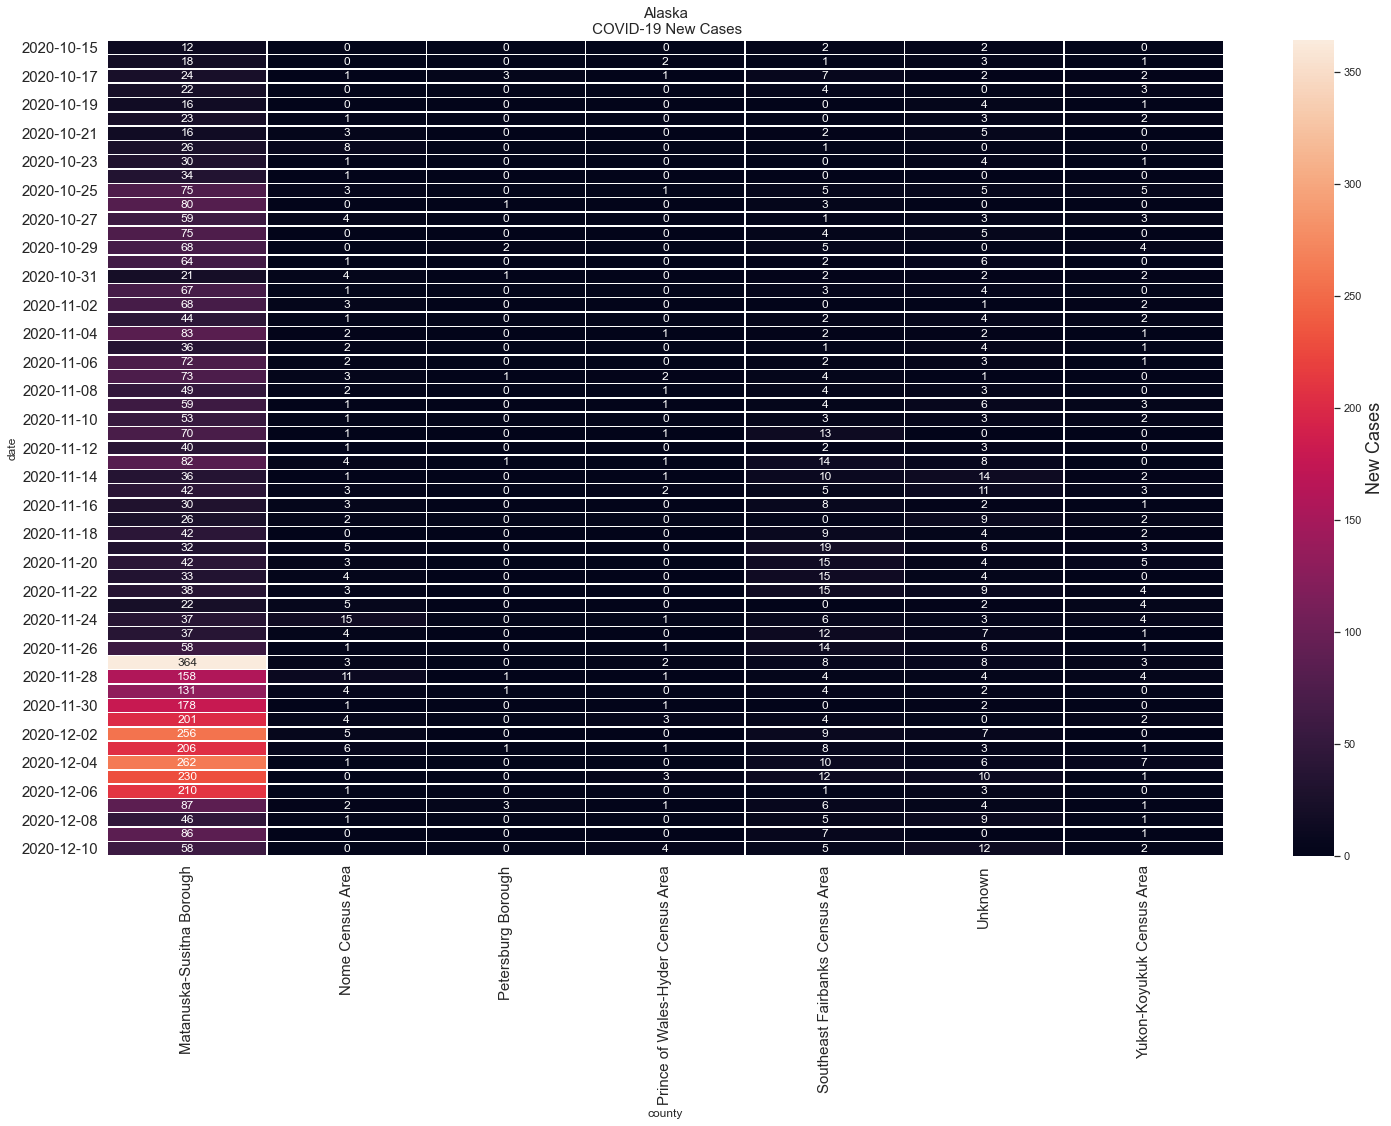 Alaska
COVID-19 New Cases
2020-10-15 12 0 0 0 2 2 0
18 0 0 2 1 3 1
2020-10-17 24 1 3 1 7 2 2
22 0 0 0 4 0 3
2020-10-19 16 0 0 0 0 4 1
23 1 0 0 0 3 2
2020-10-21 16 3 0 0 2 5 0
26 8 0 0 1 0 0
2020-10-23 30 1 0 0 0 4 1
34 1 0 0 0 0 0
2020-10-25 75 3 0 1 5 5 5
80 0 1 0 3 0 0
2020-10-27 59 4 0 0 1 3 3
75 0 0 0 4 5 0
2020-10-29 68 0 2 0 5 0 4
64 1 0 0 2 6 0
2020-10-31 21 4 1 0 2 2 2
67 1 0 0 3 4 0
2020-11-02 68 3 0 0 0 1 2
44 1 0 0 2 4 2
2020-11-04 83 2 0 1 2 2 1
36 2 0 0 1 4 1
2020-11-06 72 2 0 0 2 3 1
73 3 1 2 4 1 0
2020-11-08 49 2 0 1 4 3 0
59 1 0 1 4 6 3
2020-11-10 53 1 0 0 3 3 2
70 1 0 1 13 0 0
2020-11-12 40 1 0 0 2 3 0
82 4 1 1 14 8 0
2020-11-14 36 1 0 1 10 14 2
42 3 0 2 5 11 3
2020-11-16 30 3 0 0 8 2 1
26 2 0 0 0 9 2
2020-11-18 42 0 0 0 9 4 2
32 5 0 0 19 6 3
2020-11-20 42 3 0 0 15 4 5
33 4 0 0 15 4 0
2020-11-22 38 3 0 0 15 9 4
22 5 0 0 0 2 4
2020-11-24 37 15 0 1 6 3 4
37 4 0 0 12 7 1
2020-11-26 58 1 0 1 14 6 1
364 3 0 2 8 8 3
2020-11-28 158 11 1 1 4 4 4
131 4 1 0 4 2 0
2020-11-30 178 1 0 1 0 2 0
201 4 0 3 4 0 2
2020-12-02 256 5 0 0 9 7 0
206 6 1 1 8 3 1
2020-12-04 262 1 0 0 10 6 7
230 0 0 3 12 10 1
2020-12-06 210 1 0 0 1 3 0
87 2 3 1 6 4 1
2020-12-08 46 1 0 0 5 9 1
86 0 0 0 7 0 1
2020-12-10 58 0 0 4 5 12 2
date
Matanuska-Susitna Borough
Nome Census Area
Petersburg Borough
Prince of Wales-Hyder Census Area
Southeast Fairbanks Census Area
Unknown
Yukon-Koyukuk Census Area
county
350
300
250
200
150
100
50
0
New Cases